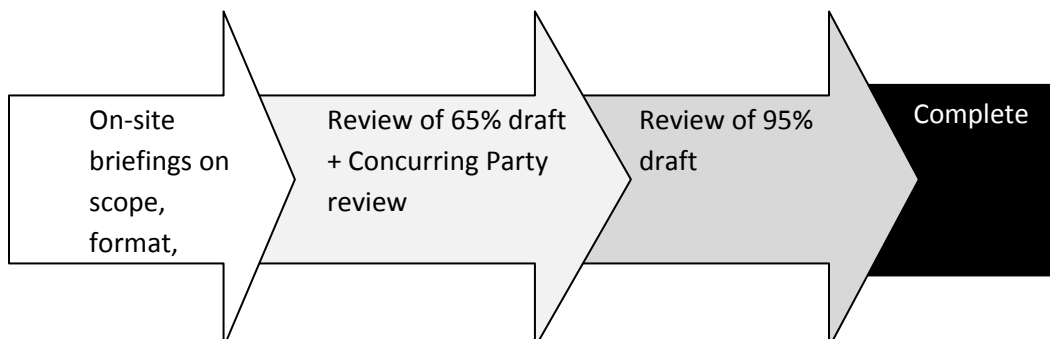 On-site
briefings on
scope,
format,
Review of 65% draft
+ Concurring Party
review
Review of 95%
draft
Complete